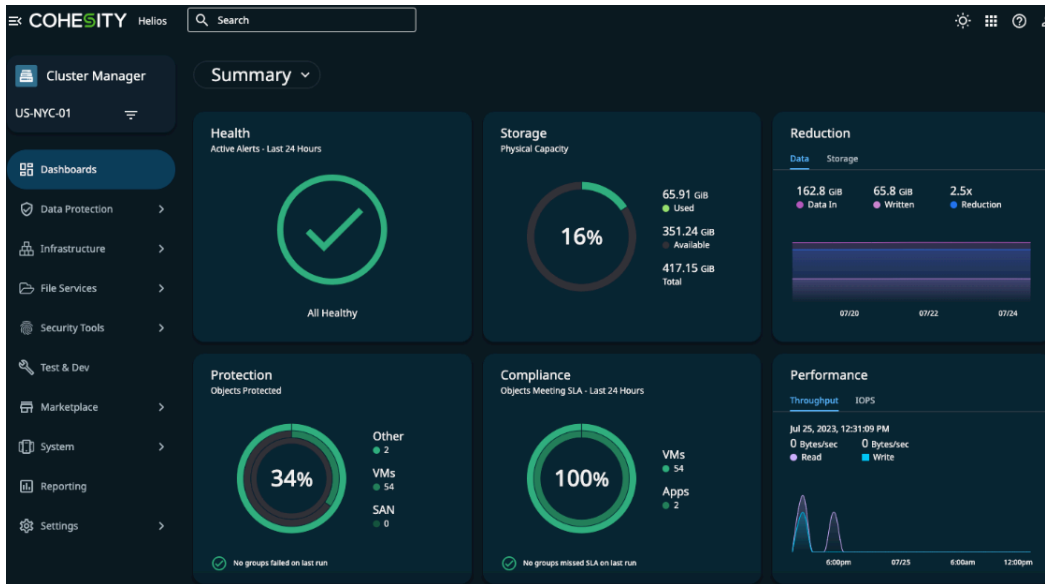 COHESITY Helios
Search
Cluster Manager
US-NYC-01
Dashboards
Data Protection
Infrastructure
File Services
Security Tools
Test & Dev
Marketplace
System
Reporting
Settings
Summary
Health
Active Alerts - Last 24 Hours
All Healthy
Storage
Physical Capacity
16%
65.91 GiB
Used
351.24 GiB
Available
417.15 GiB
Total
Reduction
Data Storage
162.8 GiB 65.8 GiB 2.5x
Data In Written Reduction
07/20 07/22 07/24
Protection
Objects Protected
34%
Other
2
VMs
54
SAN
0
No groups failed on last run
Compliance
Objects Meeting SLA - Last 24 Hours
100%
VMs
54
Apps
2
No groups missed SLA on last run
Performance
Throughput IOPS
Jul 25, 2023, 12:31:09 PM
0 Bytes/sec 0 Bytes/sec
Read Write
6:00pm 07/25 6:00am 12:00pm